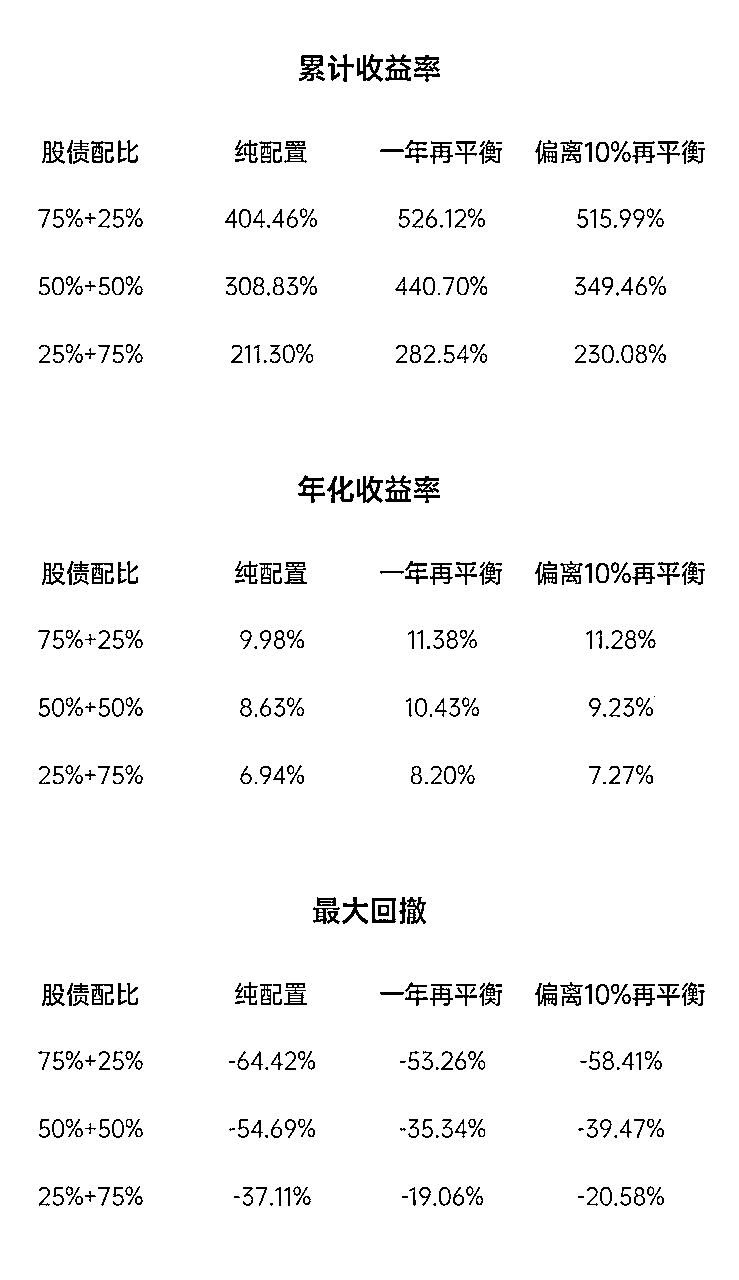 累计收益率
股债配比 纯配置 一年再平衡 偏离10%再平衡
75%+25% 404.46% 526.12% 515.99%
50%+50% 308.83% 440.70% 349.46%
25%+75% 211.30% 282.54% 230.08%
年化收益率
股债配比 纯配置 一年再平衡 偏离10%再平衡
75%+25% 9.98% 11.38% 11.28%
50%+50% 8.63% 10.43% 9.23%
25%+75% 6.94% 8.20% 7.27%
最大回撤
股债配比 纯配置 一年再平衡 偏离10%再平衡
75%+25% -64.42% -53.26% -58.41%
50%+50% -54.69% -35.34% -39.47%
25%+75% -37.11% -19.06% -20.58%